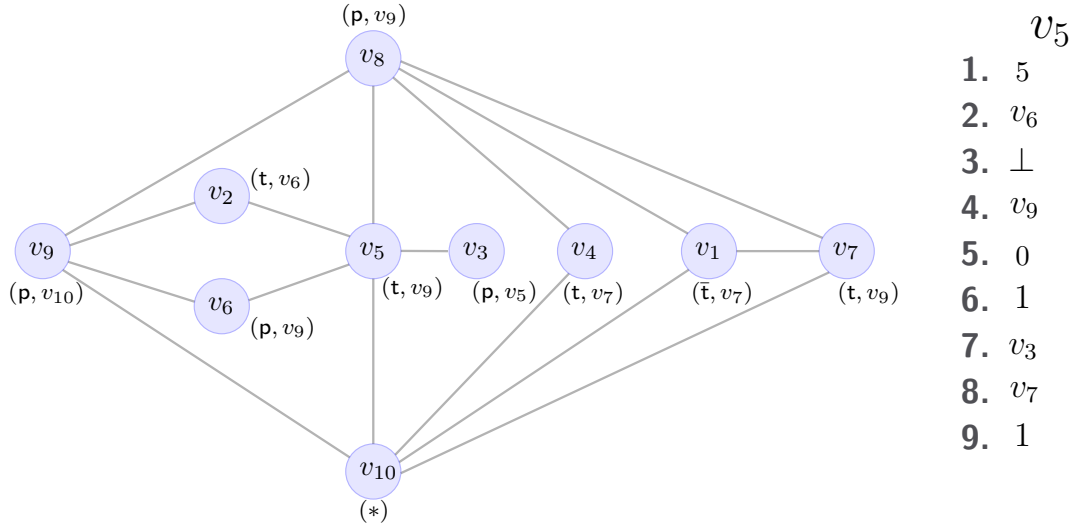 (p, v₉)
v₈
v₅
1. 5
2. v₆
3. ⊥
4. v₉
5. 0
6. 1
7. v₃
8. v₇
9. 1
v₂ (t, v₆)
v₉ (p, v₁₀)
v₆ (p, v₉)
v₅ (t, v₉)
v₃ (p, v₅)
v₄ (t, v₇)
v₁ (t̄, v₇)
v₇ (t, v₉)
v₁₀
(∗)